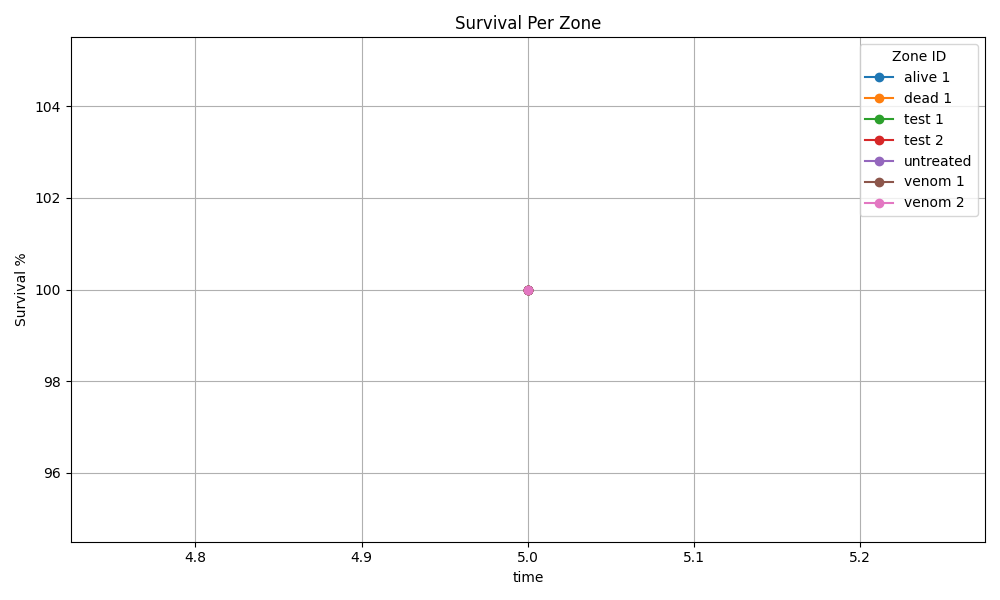 Survival Per Zone
Zone ID
alive 1
dead 1
test 1
test 2
untreated
venom 1
venom 2
Survival %
104
102
100
98
96
4.8
4.9
5.0
5.1
5.2
time